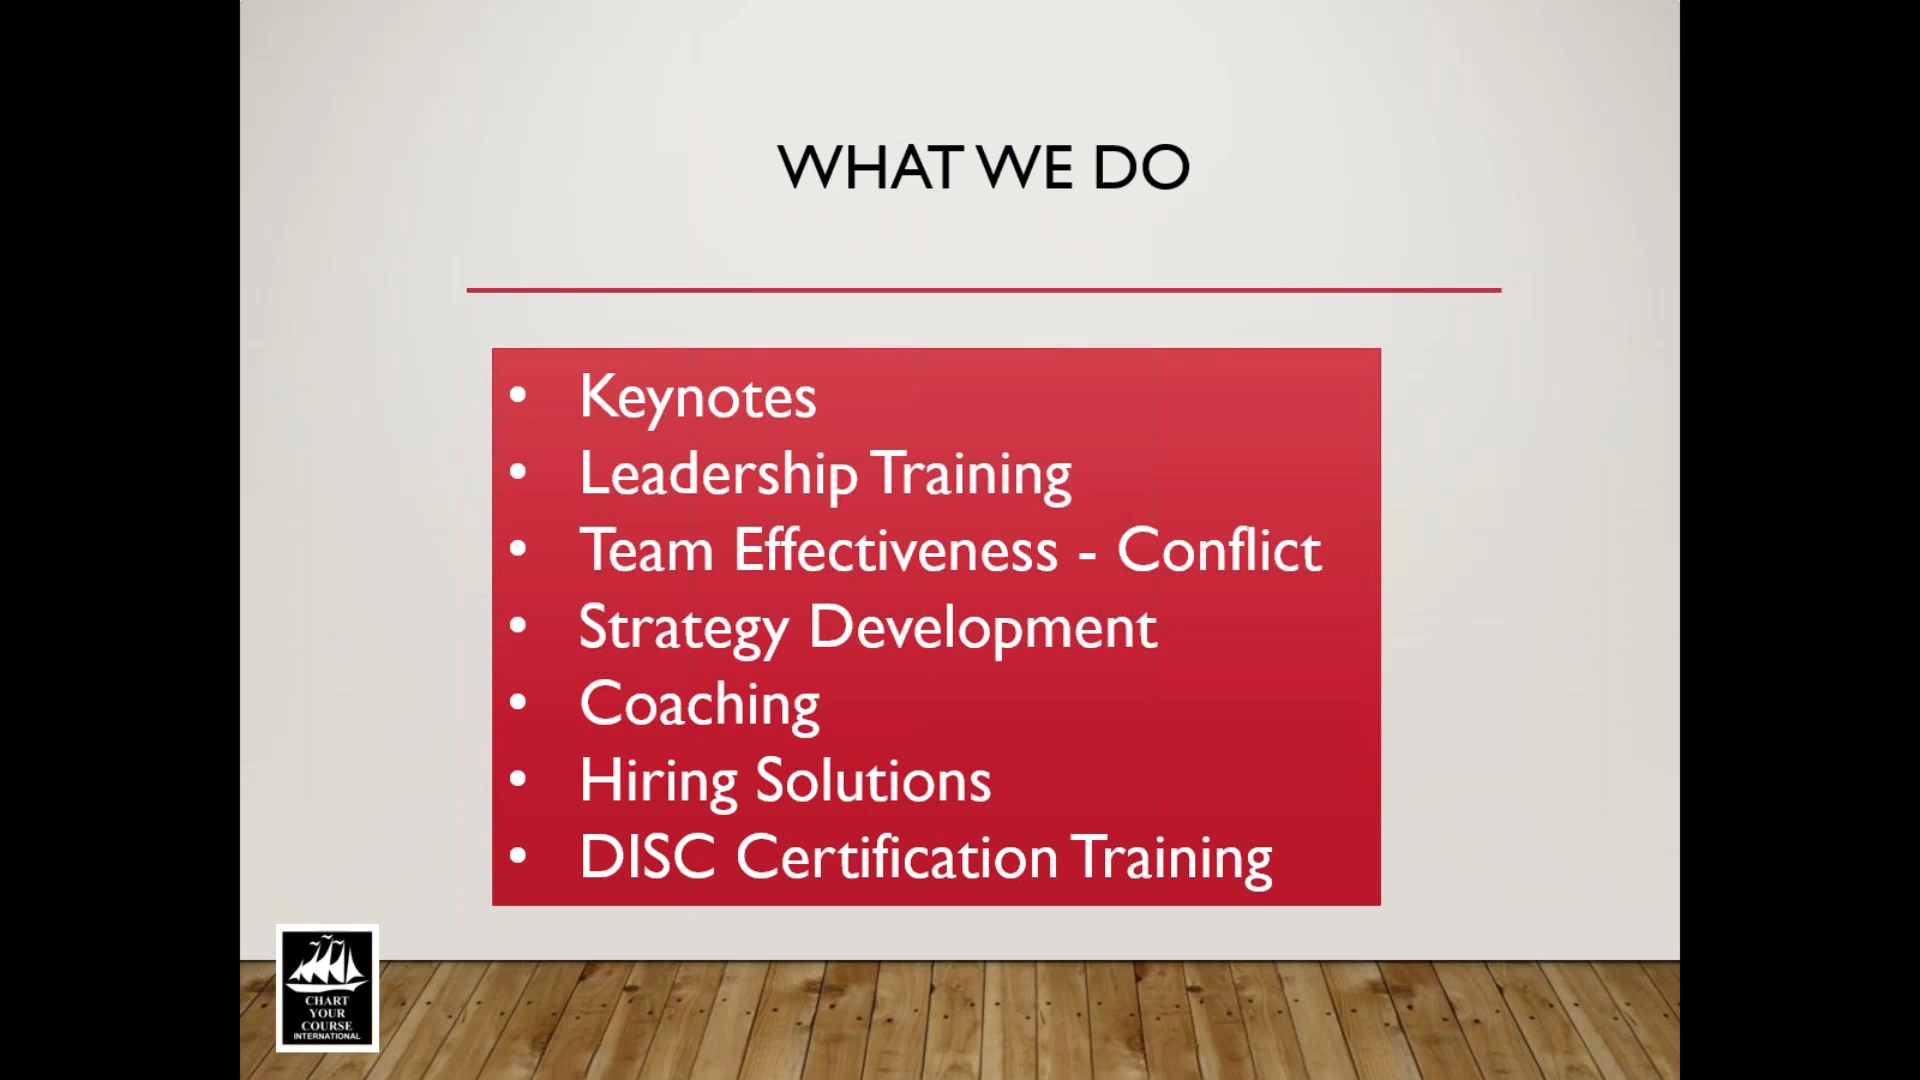 WHAT WE DO
• Keynotes
• Leadership Training
• Team Effectiveness - Conflict
• Strategy Development
• Coaching
• Hiring Solutions
• DISC Certification Training
CHART
YOUR
COURSE
INTERNATIONAL